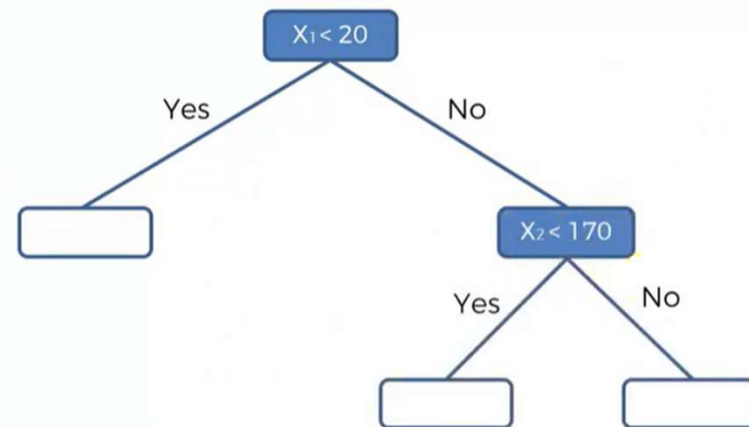 X1 < 20
Yes
No
X2 < 170
Yes
No